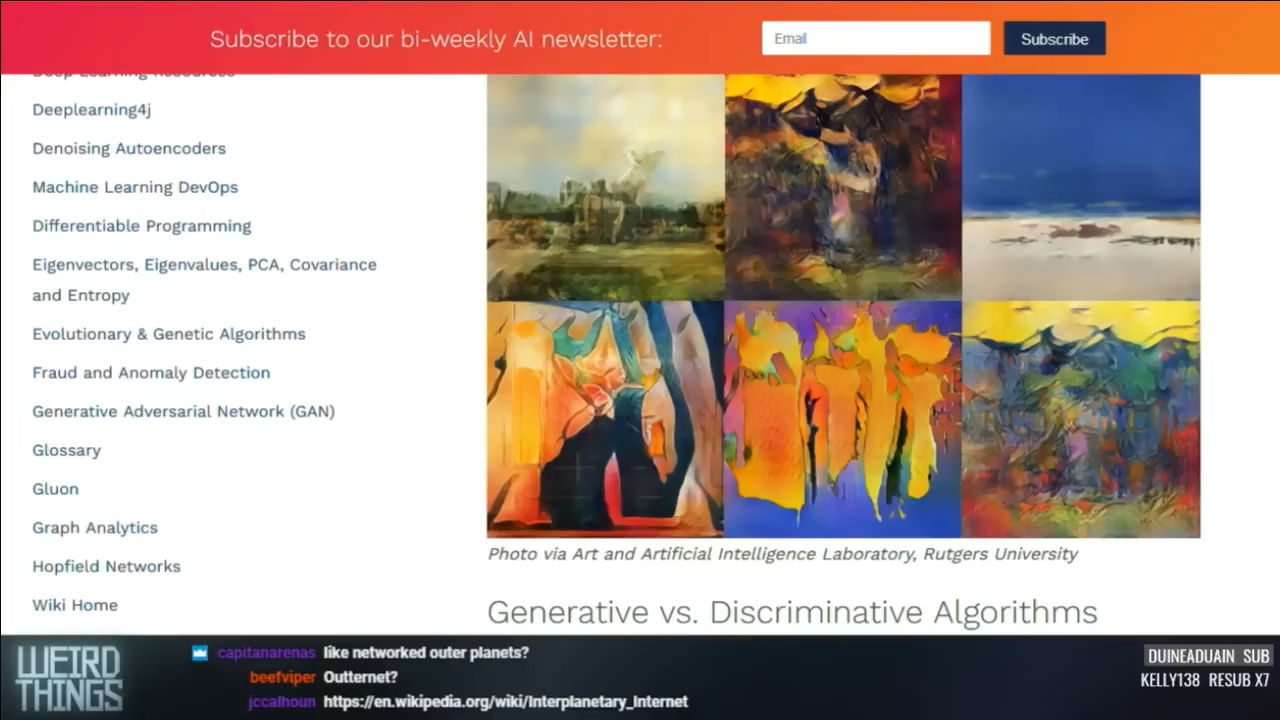 Subscribe to our bi-weekly AI newsletter:
Email
Subscribe
Deep Learning Resources
Deeplearning4j
Denoising Autoencoders
Machine Learning DevOps
Differentiable Programming
Eigenvectors, Eigenvalues, PCA, Covariance
and Entropy
Evolutionary & Genetic Algorithms
Fraud and Anomaly Detection
Generative Adversarial Network (GAN)
Glossary
Gluon
Graph Analytics
Hopfield Networks
Wiki Home
Photo via Art and Artificial Intelligence Laboratory, Rutgers University
Generative vs. Discriminative Algorithms
WEIRD
THINGS
capitanarenas like networked outer planets?
beefviper Outternet?
jccalhoun https://en.wikipedia.org/wiki/Interplanetary_Internet
DUINEADUAIN SUB
KELLY138 RESUB X7